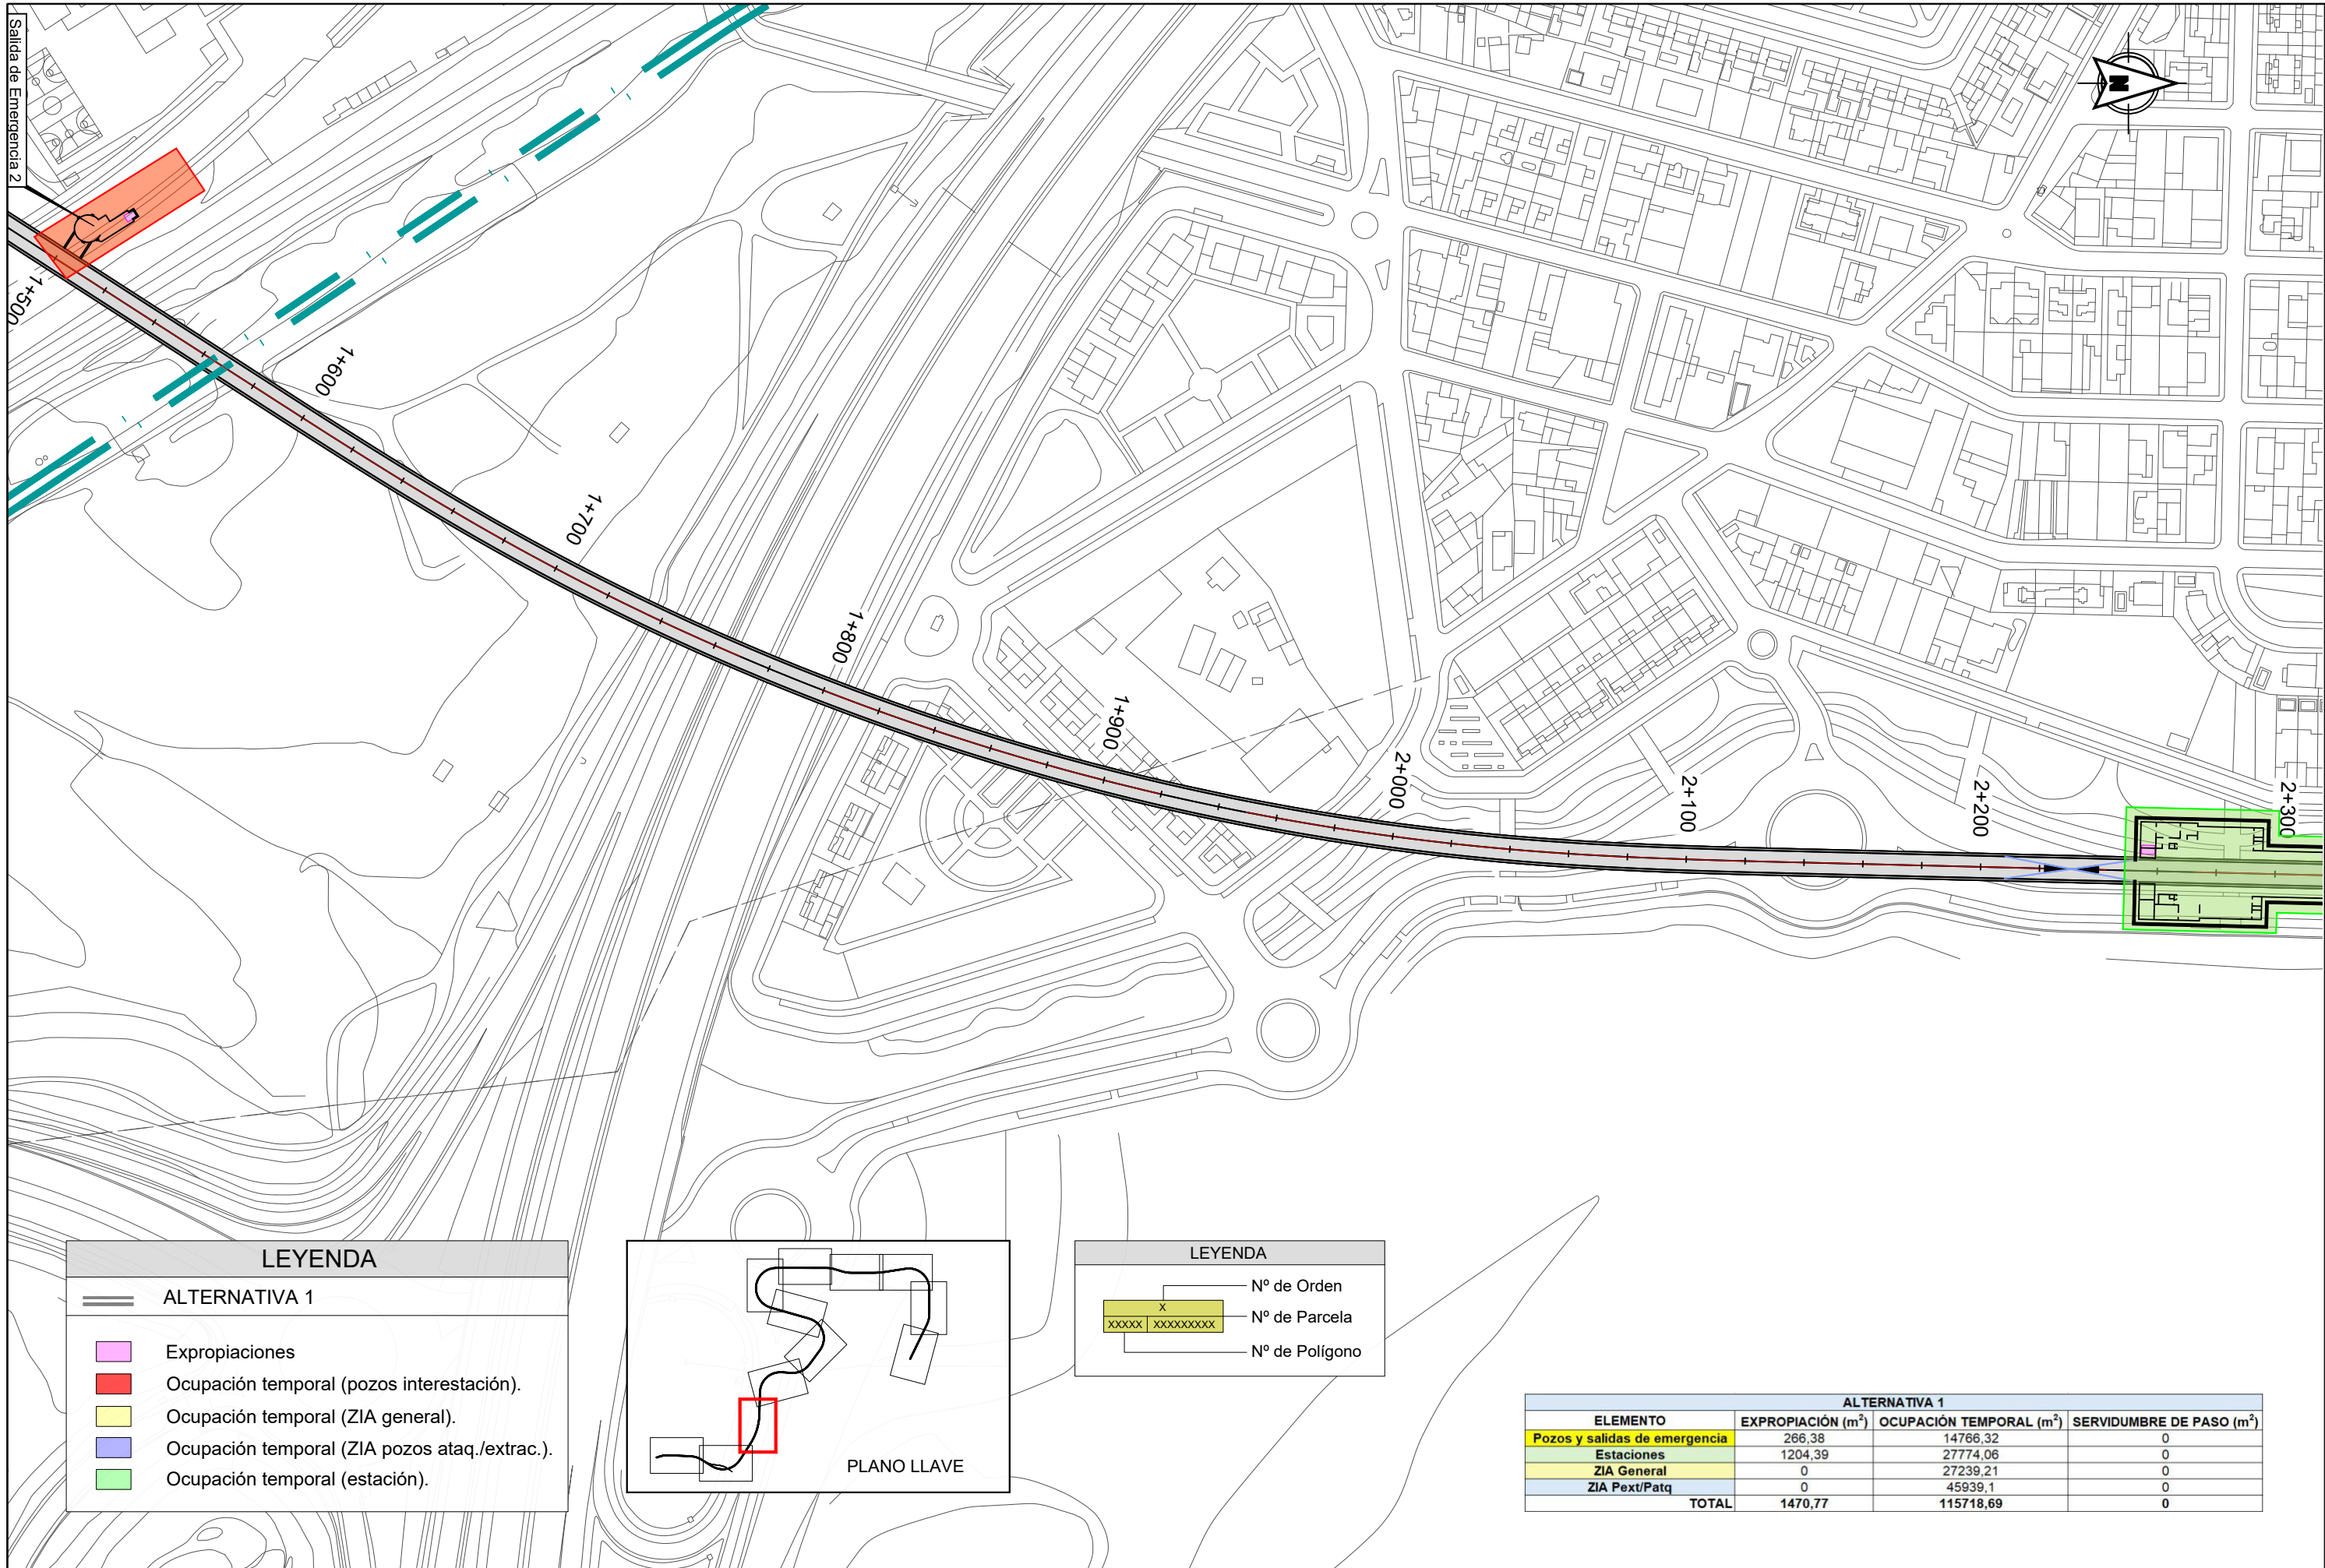 Salida de Emergencia 2
N
1+500
1+600
1+700
1+800
1+900
2+000
2+100
2+200
2+300
LEYENDA
ALTERNATIVA 1
Expropiaciones
Ocupación temporal (pozos interestación).
Ocupación temporal (ZIA general).
Ocupación temporal (ZIA pozos ataq./extrac.).
Ocupación temporal (estación).
PLANO LLAVE
LEYENDA
Nº de Orden
X
Nº de Parcela
XXXXX XXXXXXXXX
Nº de Polígono
ALTERNATIVA 1
ELEMENTO EXPROPIACIÓN (m²) OCUPACIÓN TEMPORAL (m²) SERVIDUMBRE DE PASO (m²)
Pozos y salidas de emergencia 266,38 14766,32 0
Estaciones 1204,39 27774,06 0
ZIA General 0 27239,21 0
ZIA Pext/Patq 0 45939,1 0
TOTAL 1470,77 115718,69 0